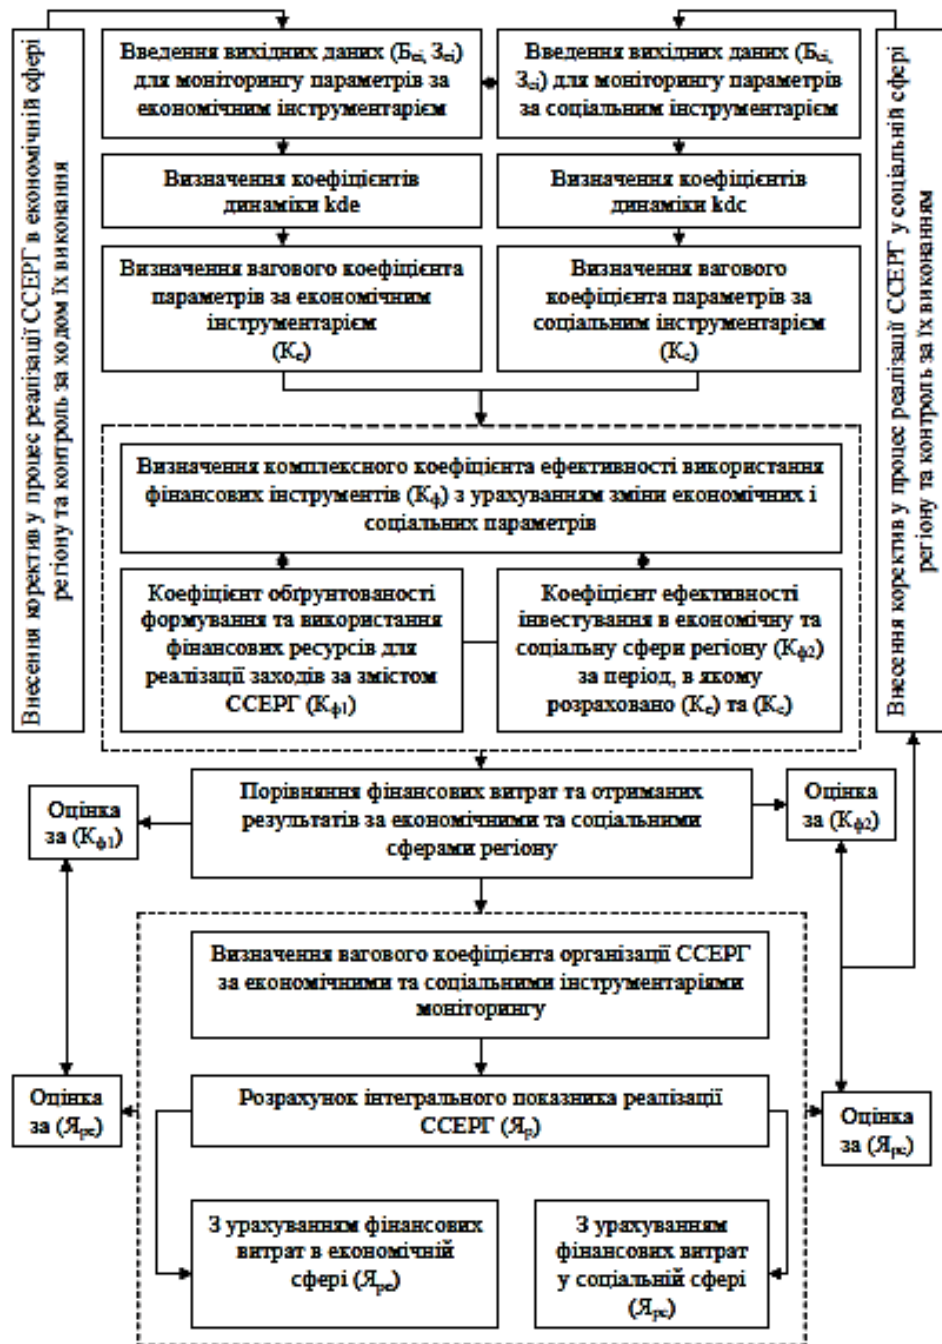 Внесення коректив у процес реалізації ССЕРГ в економічній сфері
регіону та контроль за ходом їх виконання
Введення вихідних даних (Беі, Зеі)
для моніторингу параметрів за
економічним інструментарієм
Введення вихідних даних (Бсі,
Зсі) для моніторингу параметрів
за соціальним інструментарієм
Внесення коректив у процес реалізації ССЕРГ у соціальній сфері
регіону та контроль за їх виконанням
Визначення коефіцієнтів
динаміки kde
Визначення коефіцієнтів
динаміки kdc
Визначення вагового коефіцієнта
параметрів за економічним
інструментарієм
(Ке)
Визначення вагового
коефіцієнта параметрів за
соціальним інструментарієм
(Кс)
Визначення комплексного коефіцієнта ефективності використання
фінансових інструментів (Кф) з урахуванням зміни економічних і
соціальних параметрів
Коефіцієнт обґрунтованості
формування та використання
фінансових ресурсів для
реалізації заходів за змістом
ССЕРГ (Кф1)
Коефіцієнт ефективності
інвестування в економічну та
соціальну сфери регіону (Кф2)
за період, в якому
розраховано (Ке) та (Кс)
Порівняння фінансових витрат та отриманих
результатів за економічними та соціальними
сферами регіону
Оцінка
за (Кф1)
Оцінка
за (Кф2)
Визначення вагового коефіцієнта організації ССЕРГ
за економічними та соціальними інструментаріями
моніторингу
Розрахунок інтегрального показника реалізації
ССЕРГ (Яр)
Оцінка
за (Яре)
Оцінка
за (Ярс)
З урахуванням фінансових
витрат в економічній
сфері (Яре)
З урахуванням
фінансових витрат
у соціальній сфері
(Ярс)